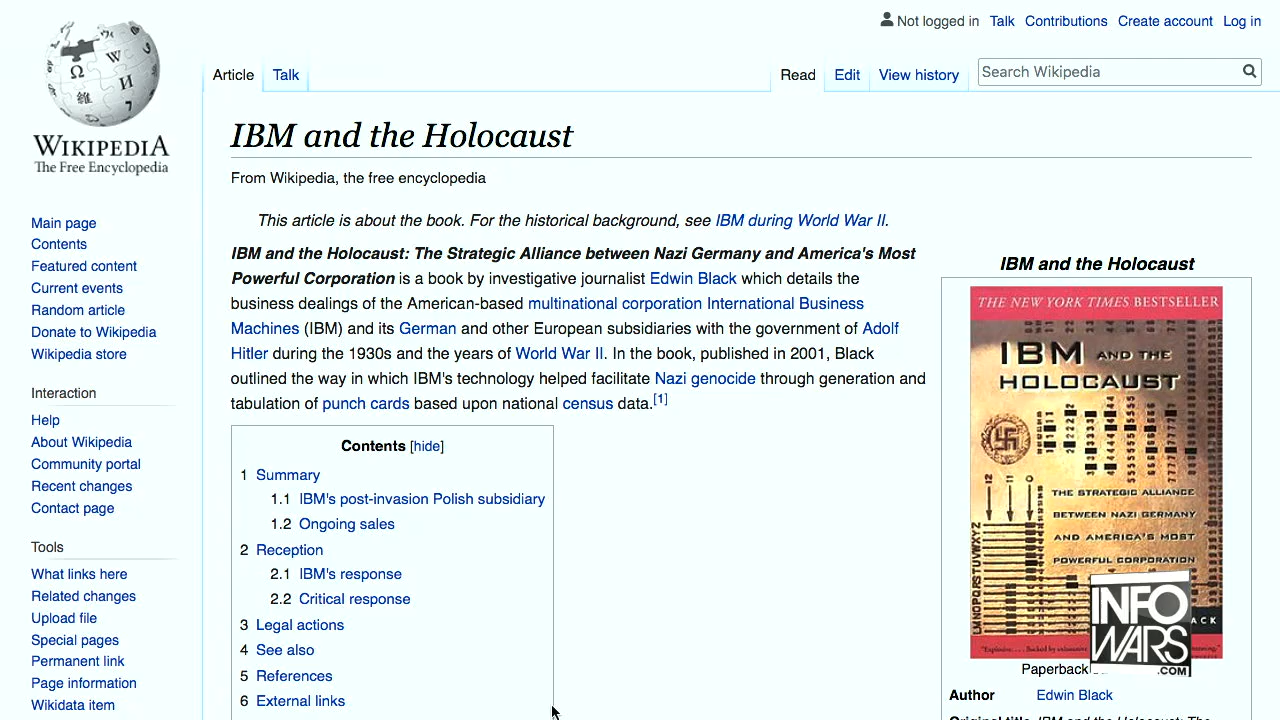 Not logged in Talk Contributions Create account Log in
Article Talk Read Edit View history Search Wikipedia
WIKIPEDIA
The Free Encyclopedia
Main page
Contents
Featured content
Current events
Random article
Donate to Wikipedia
Wikipedia store
Interaction
Help
About Wikipedia
Community portal
Recent changes
Contact page
Tools
What links here
Related changes
Upload file
Special pages
Permanent link
Page information
Wikidata item
IBM and the Holocaust
From Wikipedia, the free encyclopedia
This article is about the book. For the historical background, see IBM during World War II.
IBM and the Holocaust: The Strategic Alliance between Nazi Germany and America's Most
Powerful Corporation is a book by investigative journalist Edwin Black which details the
business dealings of the American-based multinational corporation International Business
Machines (IBM) and its German and other European subsidiaries with the government of Adolf
Hitler during the 1930s and the years of World War II. In the book, published in 2001, Black
outlined the way in which IBM's technology helped facilitate Nazi genocide through generation and
tabulation of punch cards based upon national census data.[1]
Contents [hide]
1 Summary
1.1 IBM's post-invasion Polish subsidiary
1.2 Ongoing sales
2 Reception
2.1 IBM's response
2.2 Critical response
3 Legal actions
4 See also
5 References
6 External links
IBM and the Holocaust
THE NEW YORK TIMES BESTSELLER
IBM AND THE
HOLOCAUST
THE STRATEGIC ALLIANCE
BETWEEN NAZI GERMANY
AND AMERICA'S MOST
POWERFUL CORPORATION
INFO
WARS
.COM
Paperback
Author Edwin Black
Original title IBM and the Holocaust: The